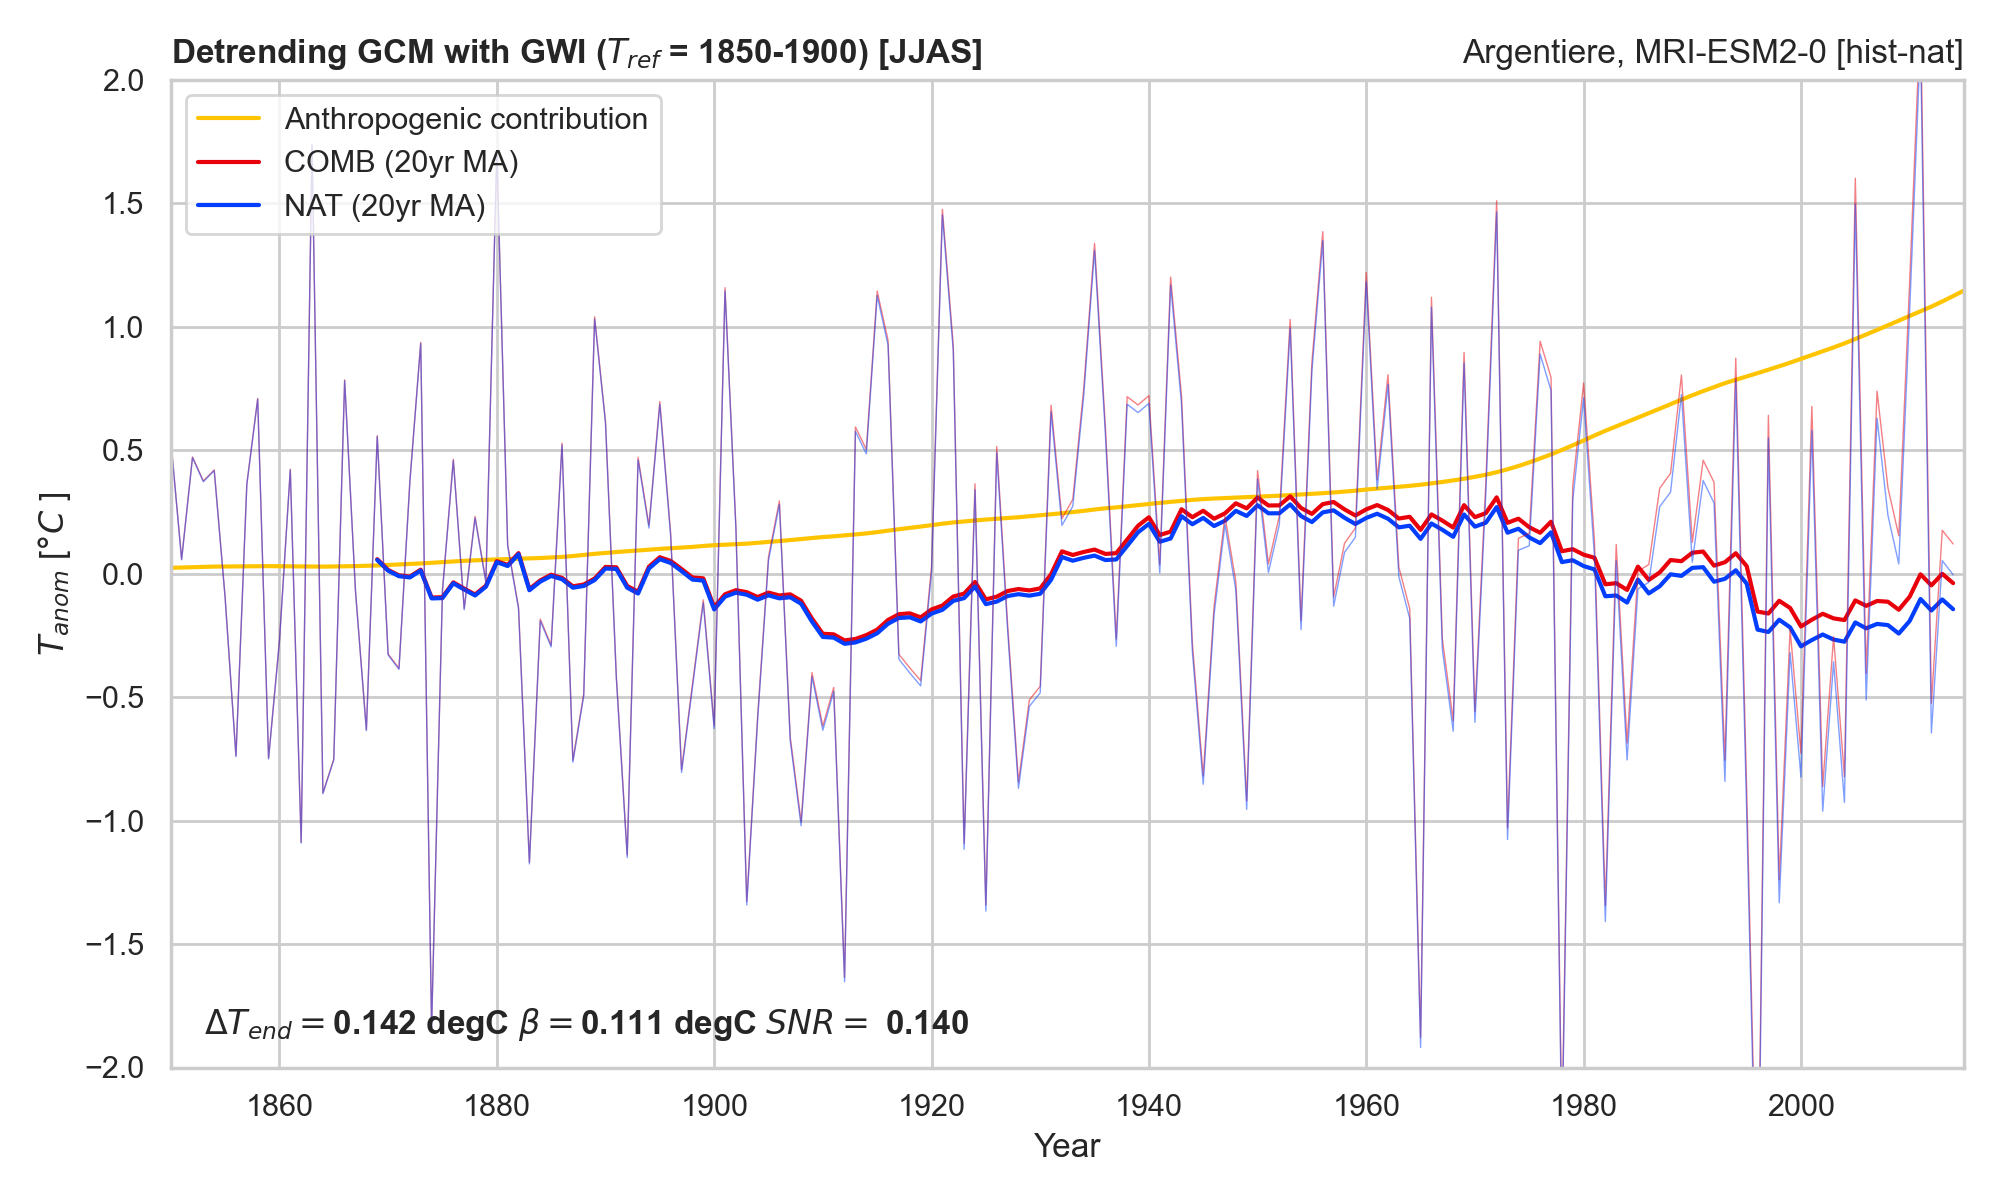 Detrending GCM with GWI (T_ref = 1850-1900) [JJAS]
Argentiere, MRI-ESM2-0 [hist-nat]
Anthropogenic contribution
COMB (20yr MA)
NAT (20yr MA)
2.0
1.5
1.0
0.5
0.0
−0.5
−1.0
−1.5
−2.0
T_anom [°C]
ΔT_end = 0.142 degC β = 0.111 degC SNR = 0.140
1860 1880 1900 1920 1940 1960 1980 2000
Year